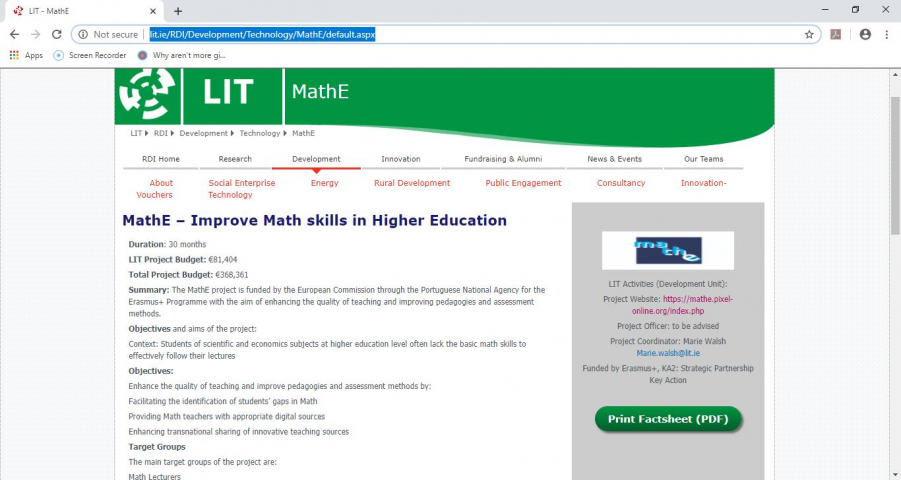 LIT - MathE
Not secure | lit.ie/RDI/Development/Technology/MathE/default.aspx
Apps Screen Recorder Why aren't more gi...
LIT MathE
LIT RDI Development Technology MathE
RDI Home Research Development Innovation Fundraising & Alumni News & Events Our Teams
About Social Enterprise Energy Rural Development Public Engagement Consultancy Innovation-
Vouchers Technology
MathE – Improve Math skills in Higher Education
Duration: 30 months
LIT Project Budget: €81,404
Total Project Budget: €368,361
Summary: The MathE project is funded by the European Commission through the Portuguese National Agency for the
Erasmus+ Programme with the aim of enhancing the quality of teaching and improving pedagogies and assessment
methods.
Objectives and aims of the project:
Context: Students of scientific and economics subjects at higher education level often lack the basic math skills to
effectively follow their lectures
Objectives:
Enhance the quality of teaching and improve pedagogies and assessment methods by:
Facilitating the identification of students' gaps in Math
Providing Math teachers with appropriate digital sources
Enhancing transnational sharing of innovative teaching sources
Target Groups
The main target groups of the project are:
Math Lecturers
mathe
LIT Activities (Development Unit):
Project Website: https://mathe.pixel-
online.org/index.php
Project Officer: to be advised
Project Coordinator: Marie Walsh
Marie.walsh@lit.ie
Funded by Erasmus+, KA2: Strategic Partnership
Key Action
Print Factsheet (PDF)